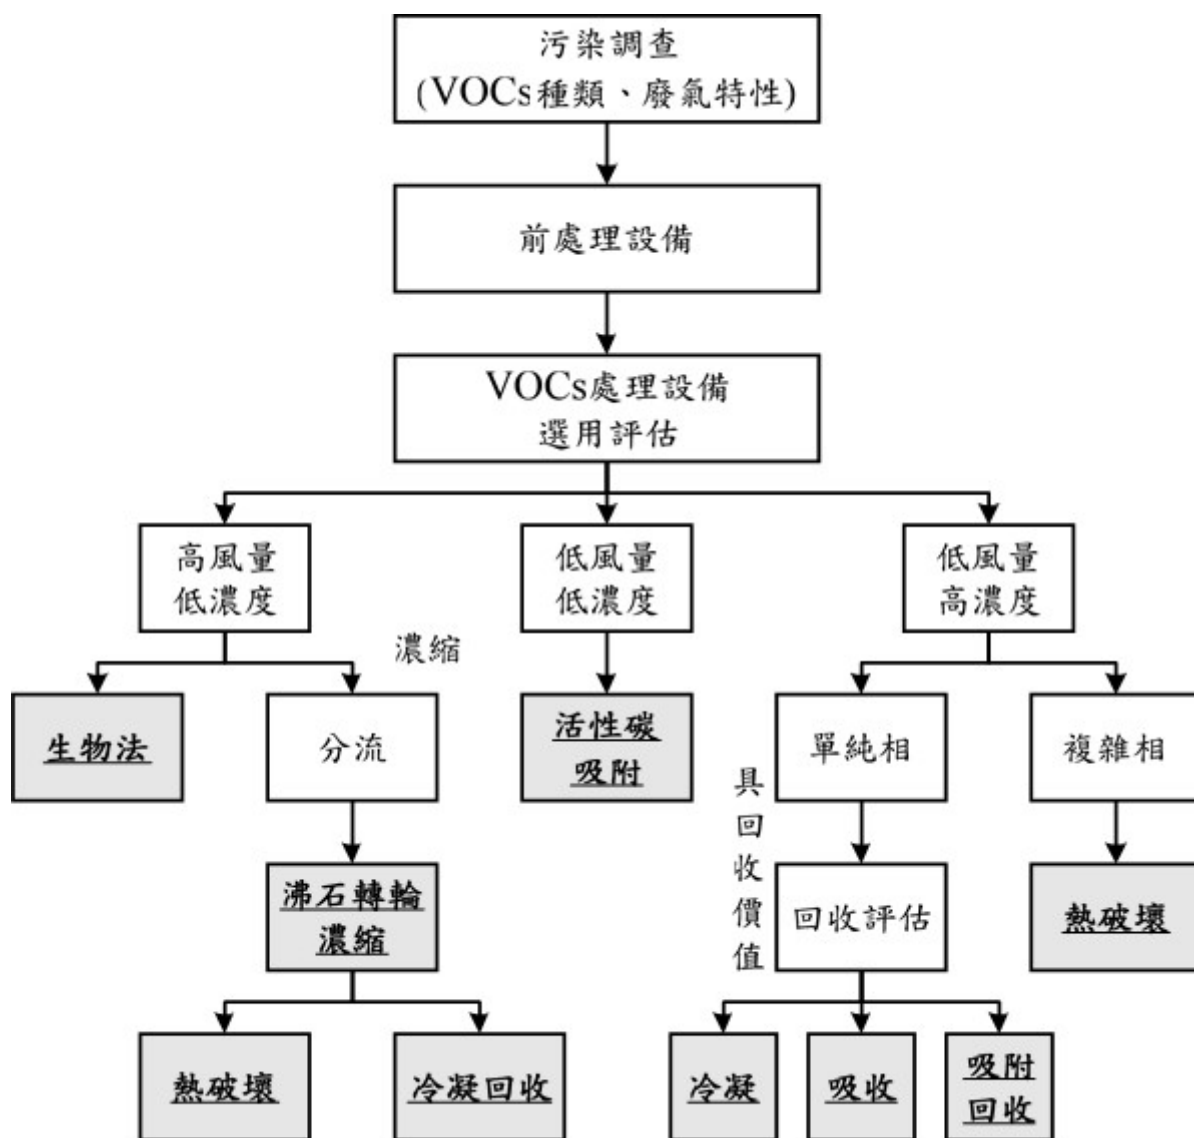 污染調查
(VOCs種類、廢氣特性)
前處理設備
VOCs處理設備
選用評估
高風量
低濃度
低風量
低濃度
低風量
高濃度
濃縮
生物法
分流
活性碳
吸附
單純相
複雜相
具回收價值
沸石轉輪
濃縮
回收評估
熱破壞
熱破壞
冷凝回收
冷凝
吸收
吸附
回收